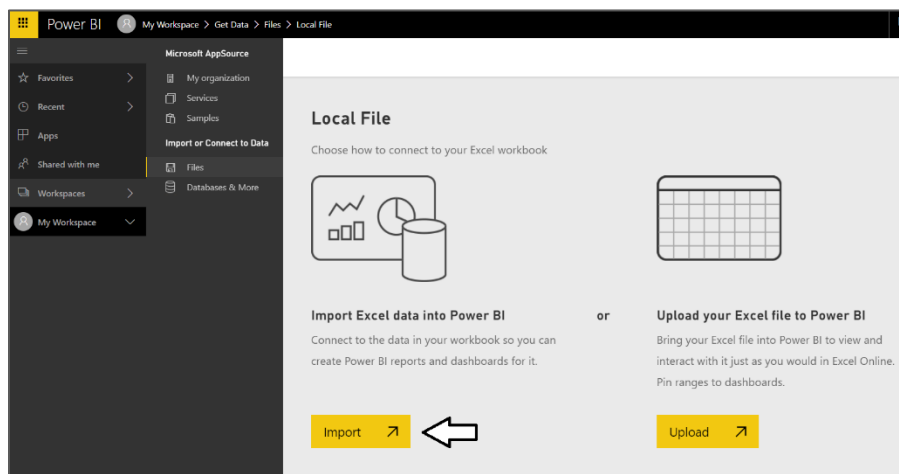 Power BI
My Workspace > Get Data > Files > Local File
Favorites
Recent
Apps
Shared with me
Workspaces
My Workspace
Microsoft AppSource
My organization
Services
Samples
Import or Connect to Data
Files
Databases & More
Local File
Choose how to connect to your Excel workbook
Import Excel data into Power BI
Connect to the data in your workbook so you can
create Power BI reports and dashboards for it.
Import
or
Upload your Excel file to Power BI
Bring your Excel file into Power BI to view and
interact with it just as you would in Excel Online.
Pin ranges to dashboards.
Upload